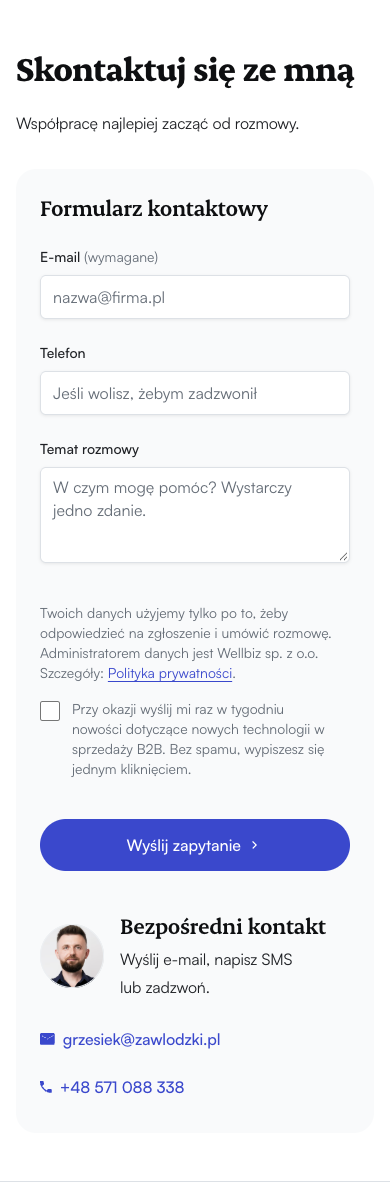 Skontaktuj się ze mną
Współpracę najlepiej zacząć od rozmowy.
Formularz kontaktowy
E-mail (wymagane)
nazwa@firma.pl
Telefon
Jeśli wolisz, żebym zadzwonił
Temat rozmowy
W czym mogę pomóc? Wystarczy
jedno zdanie.
Twoich danych użyjemy tylko po to, żeby
odpowiedzieć na zgłoszenie i umówić rozmowę.
Administratorem danych jest Wellbiz sp. z o.o.
Szczegóły: Polityka prywatności.
Przy okazji wyślij mi raz w tygodniu
nowości dotyczące nowych technologii w
sprzedaży B2B. Bez spamu, wypiszesz się
jednym kliknięciem.
Wyślij zapytanie
Bezpośredni kontakt
Wyślij e-mail, napisz SMS
lub zadzwoń.
grzesiek@zawlodzki.pl
+48 571 088 338